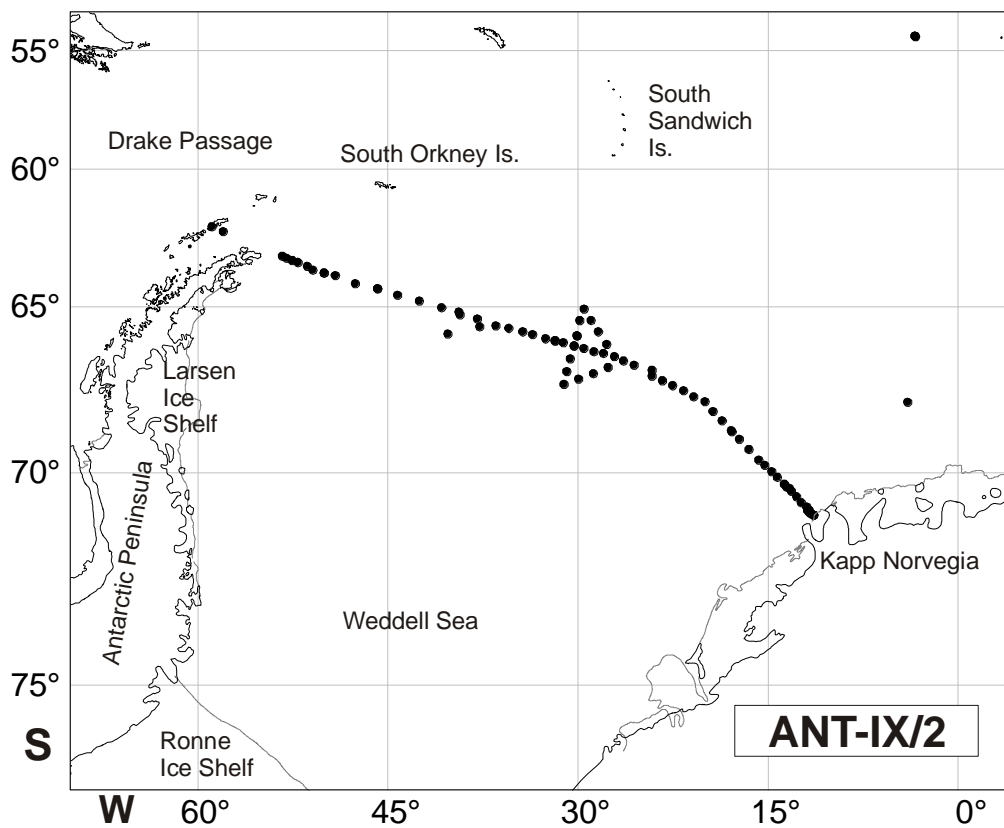 55°
South
Sandwich
Is.
Drake Passage
South Orkney Is.
60°
65°
Larsen
Ice
Shelf
70°
Antarctic Peninsula
Kapp Norvegia
Weddell Sea
75°
S
Ronne
Ice Shelf
ANT-IX/2
W 60° 45° 30° 15° 0°